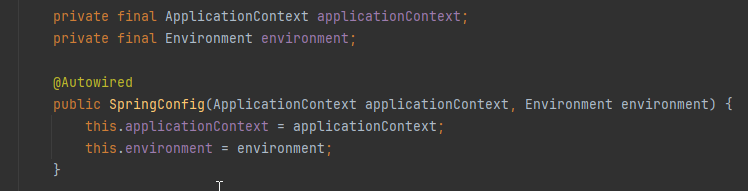 private final ApplicationContext applicationContext;
private final Environment environment;
@Autowired
public SpringConfig(ApplicationContext applicationContext, Environment environment) {
this.applicationContext = applicationContext;
this.environment = environment;
}